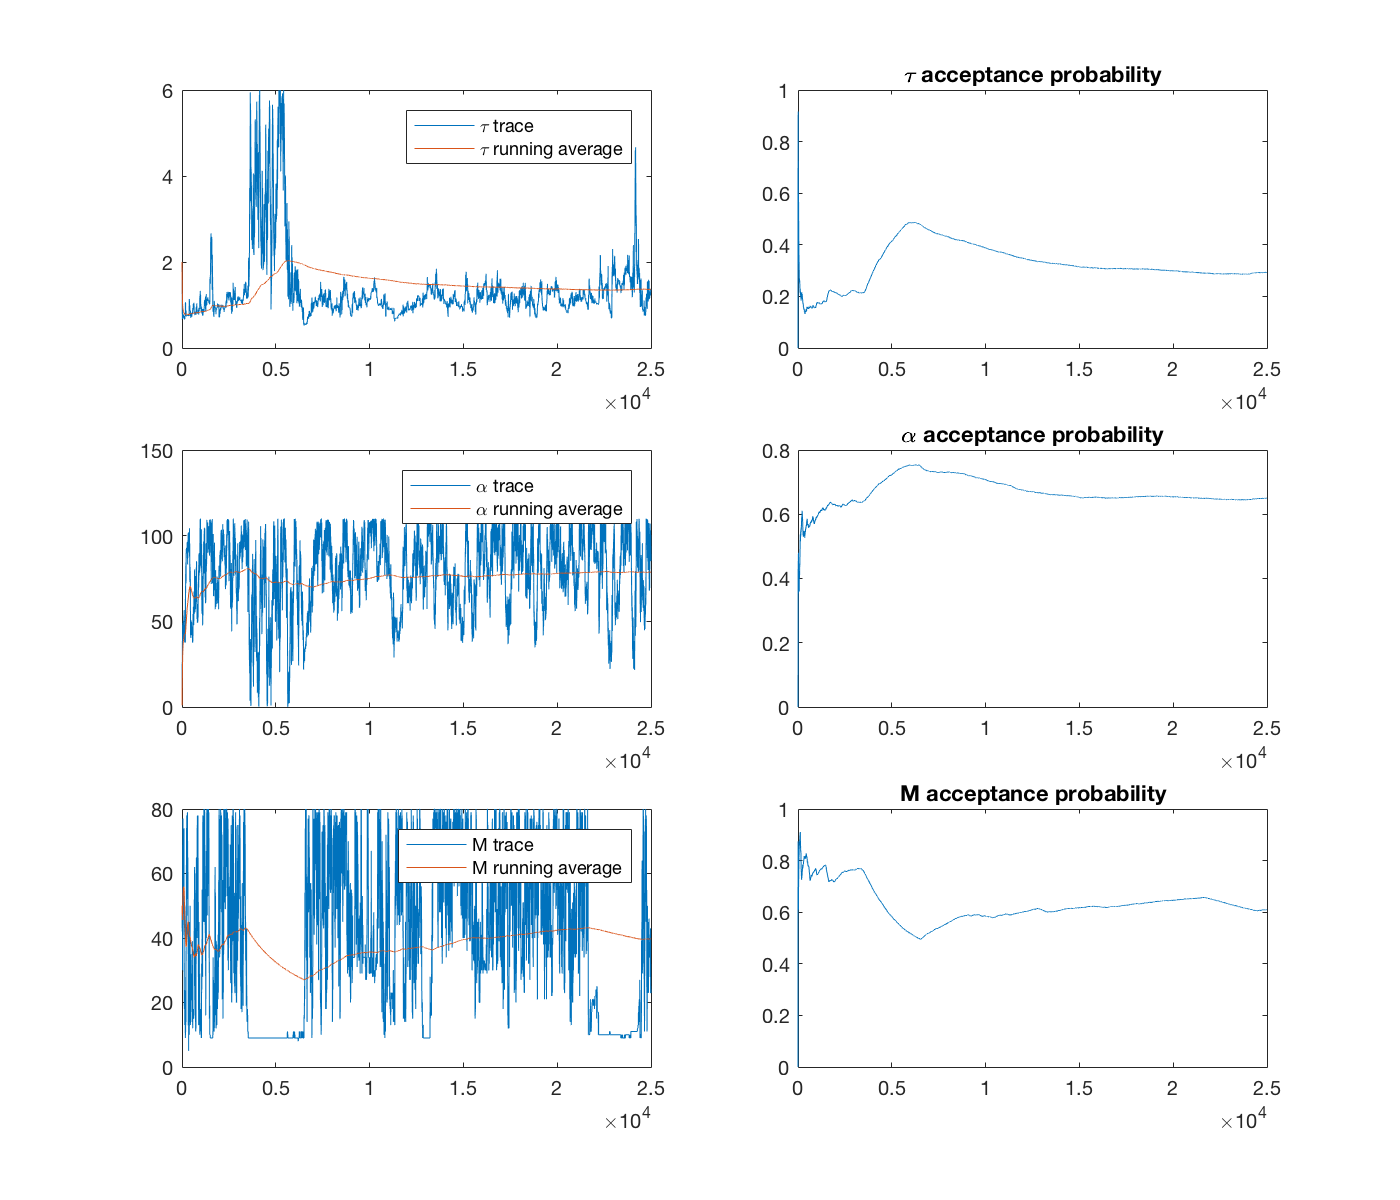 τ acceptance probability
6
4
2
0
τ trace
τ running average
0 0.5 1 1.5 2 2.5
×10^4
1
0.8
0.6
0.4
0.2
0
0 0.5 1 1.5 2 2.5
×10^4
α acceptance probability
150
100
50
0
α trace
α running average
0 0.5 1 1.5 2 2.5
×10^4
0.8
0.6
0.4
0.2
0
0 0.5 1 1.5 2 2.5
×10^4
M acceptance probability
80
60
40
20
0
M trace
M running average
0 0.5 1 1.5 2 2.5
×10^4
1
0.8
0.6
0.4
0.2
0
0 0.5 1 1.5 2 2.5
×10^4